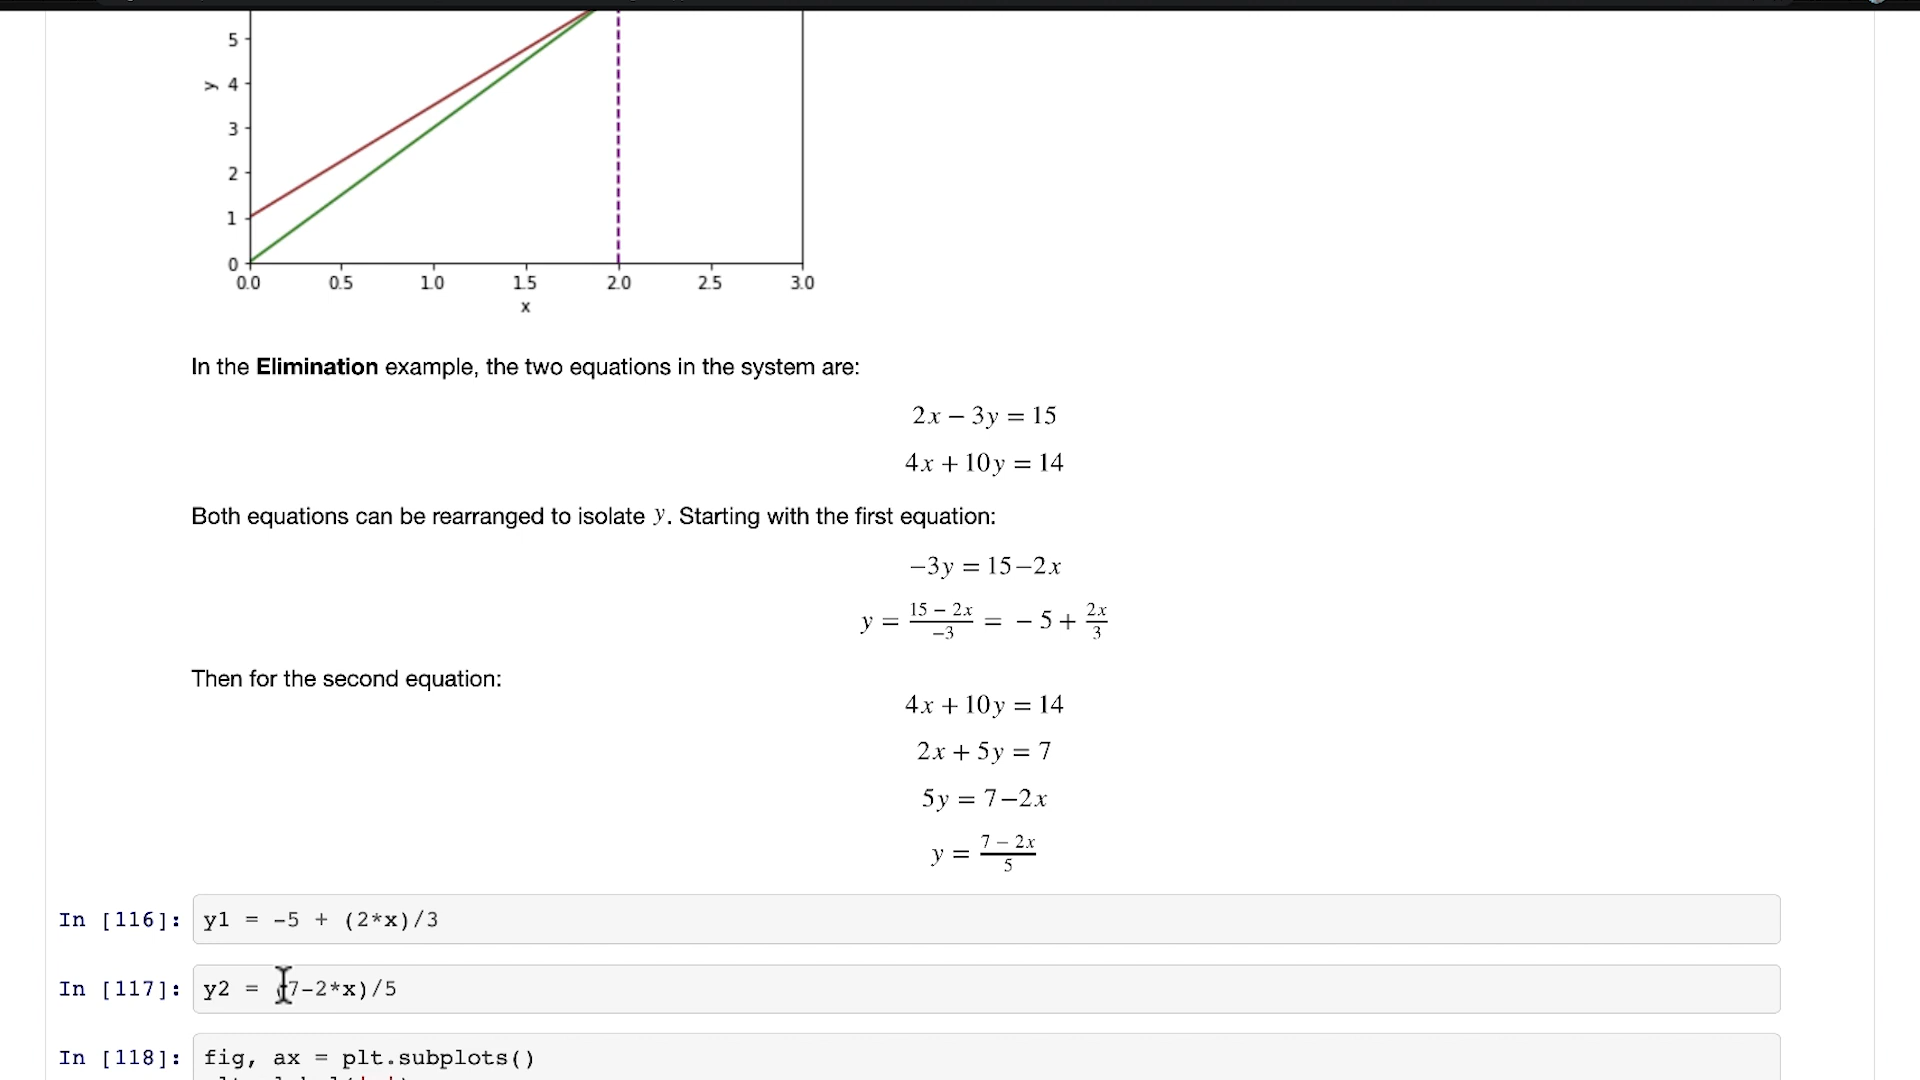 5
y 4
3
2
1
0
0.0 0.5 1.0 1.5 2.0 2.5 3.0
x
In the Elimination example, the two equations in the system are:
2x − 3y = 15
4x + 10y = 14
Both equations can be rearranged to isolate y. Starting with the first equation:
−3y = 15−2x
y = \frac{15 − 2x}{−3} = − 5 + \frac{2x}{3}
Then for the second equation:
4x + 10y = 14
2x + 5y = 7
5y = 7−2x
y = \frac{7 − 2x}{5}
In [116]: y1 = -5 + (2*x)/3
In [117]: y2 = (7-2*x)/5
In [118]: fig, ax = plt.subplots()